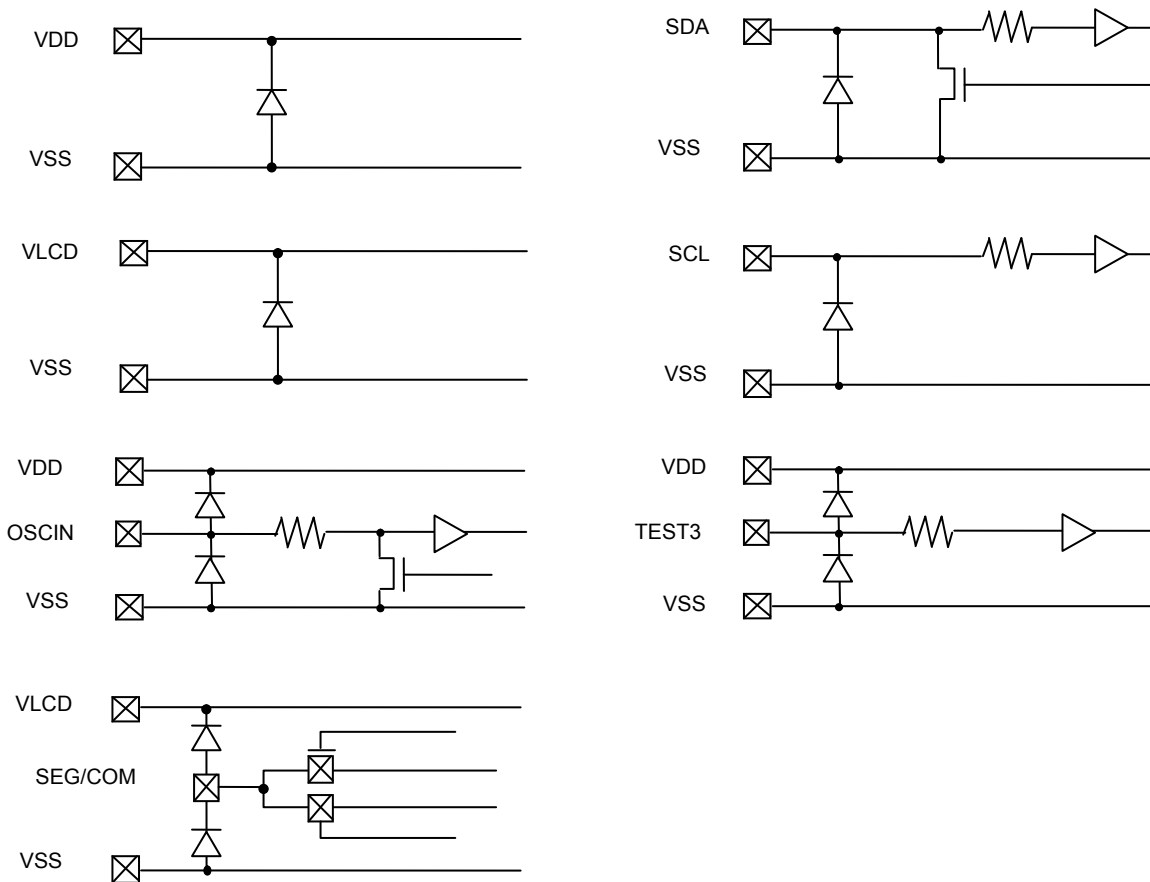 VDD
VSS
VLCD
VSS
VDD
OSCIN
VSS
VLCD
SEG/COM
VSS
SDA
VSS
SCL
VSS
VDD
TEST3
VSS